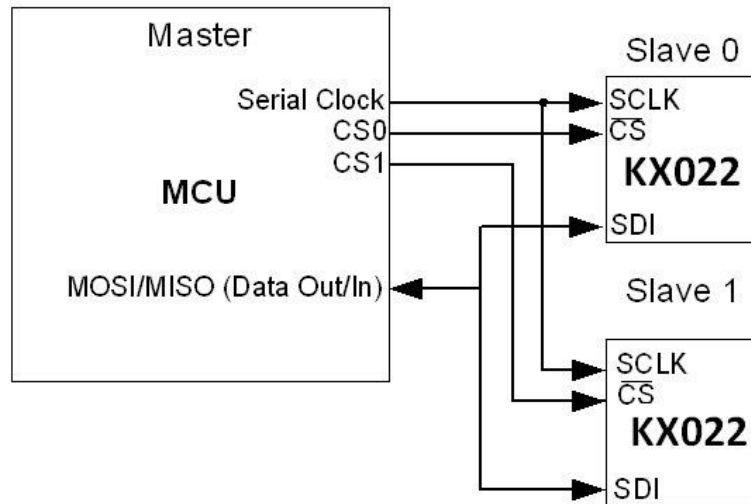 Master
Serial Clock
CS0
CS1
MCU
MOSI/MISO (Data Out/In)
Slave 0
SCLK
CS
KX022
SDI
Slave 1
SCLK
CS
KX022
SDI